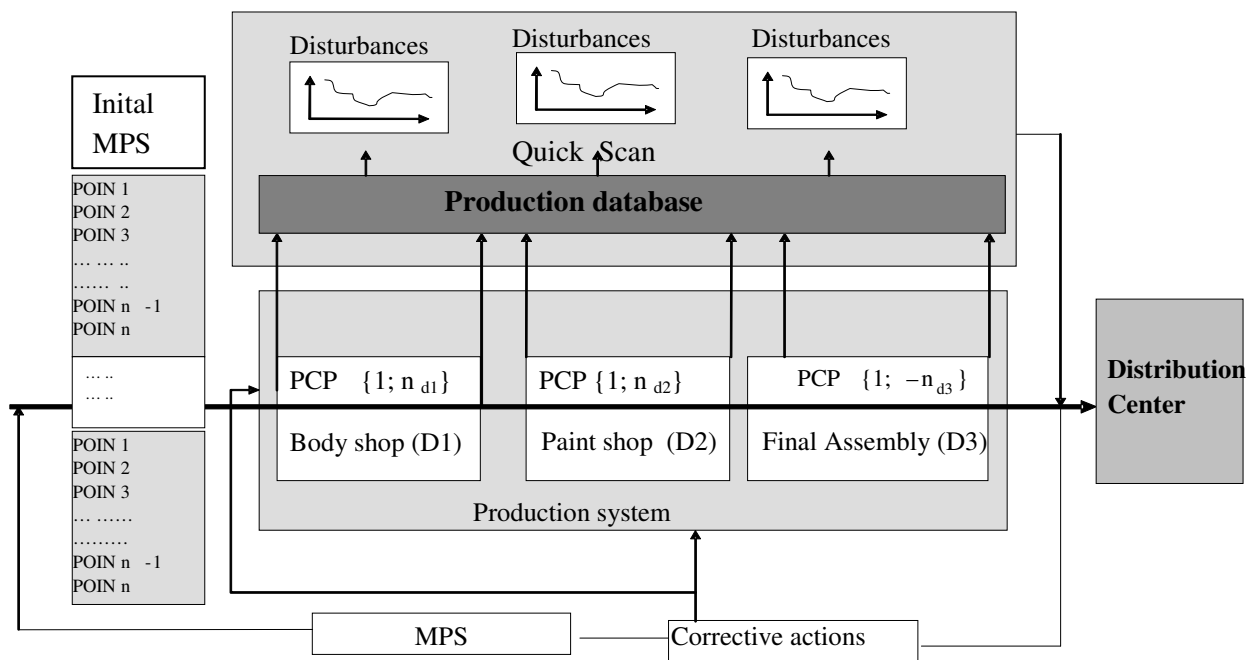 Disturbances
Disturbances
Disturbances
Inital
MPS
Quick Scan
POIN 1
POIN 2
POIN 3
… … ..
…… ..
POIN n -1
POIN n
Production database
… ..
… ..
PCP {1; n d1}
PCP {1; n d2}
PCP {1; −n d3}
Distribution
Center
Body shop (D1)
Paint shop (D2)
Final Assembly (D3)
POIN 1
POIN 2
POIN 3
… ……
………
POIN n -1
POIN n
Production system
MPS
Corrective actions